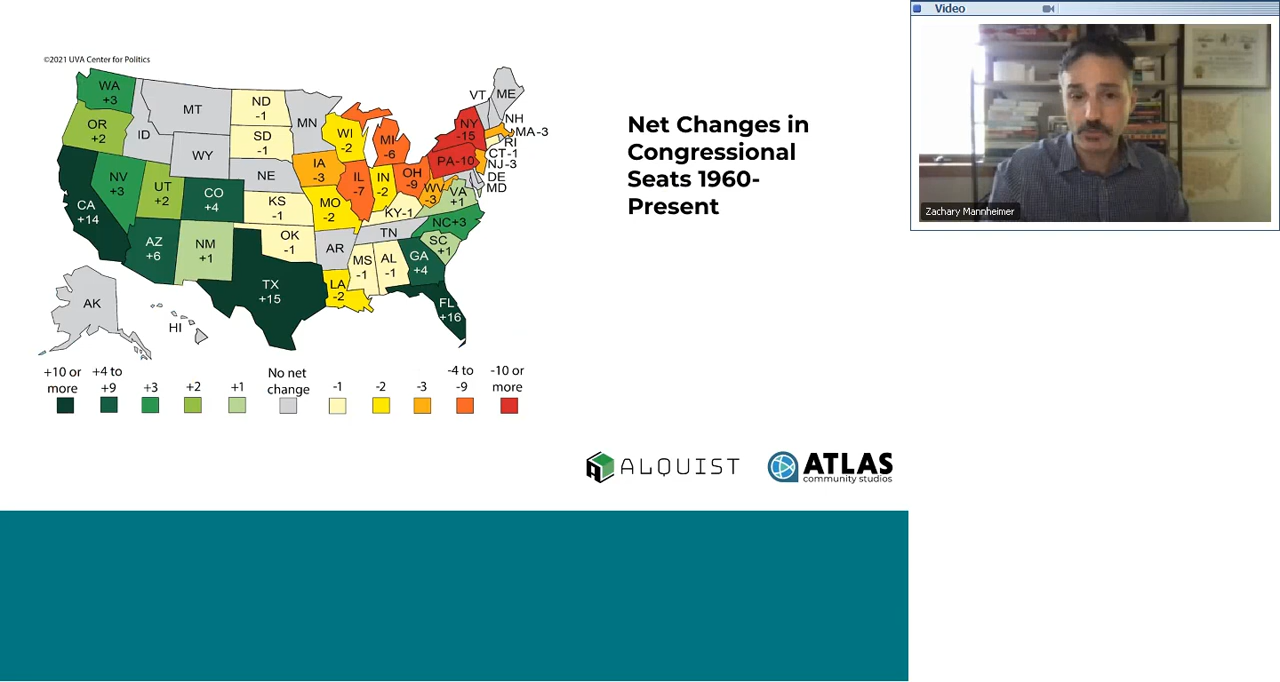 ©2021 UVA Center for Politics
WA
+3
OR
+2
CA
+14
NV
+3
ID
MT
WY
UT
+2
CO
+4
AZ
+6
NM
+1
ND
-1
SD
-1
NE
KS
-1
OK
-1
TX
+15
MN
IA
-3
MO
-2
AR
LA
-2
WI
-2
IL
-7
MI
-6
IN
-2
OH
-9
KY-1
TN
MS
-1
AL
-1
GA
+4
FL
+16
SC
+1
NC+3
VA
+1
WV
-3
PA-10
NY
-15
VT
ME
NH
MA-3
RI
CT-1
NJ-3
DE
MD
AK
HI
+10 or
more
+4 to
+9
+3
+2
+1
No net
change
-1
-2
-3
-4 to
-9
-10 or
more
Net Changes in
Congressional
Seats 1960-
Present
ALQUIST
ATLAS
community studios
Video
Zachary Mannheimer